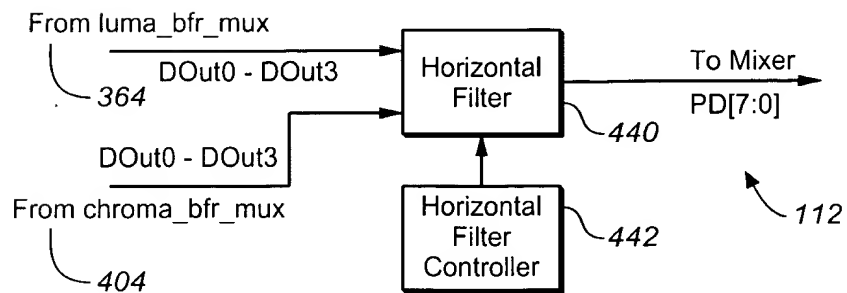 From luma_bfr_mux
DOut0 - DOut3
364
Horizontal
Filter
440
To Mixer
PD[7:0]
DOut0 - DOut3
From chroma_bfr_mux
404
Horizontal
Filter
Controller
442
112